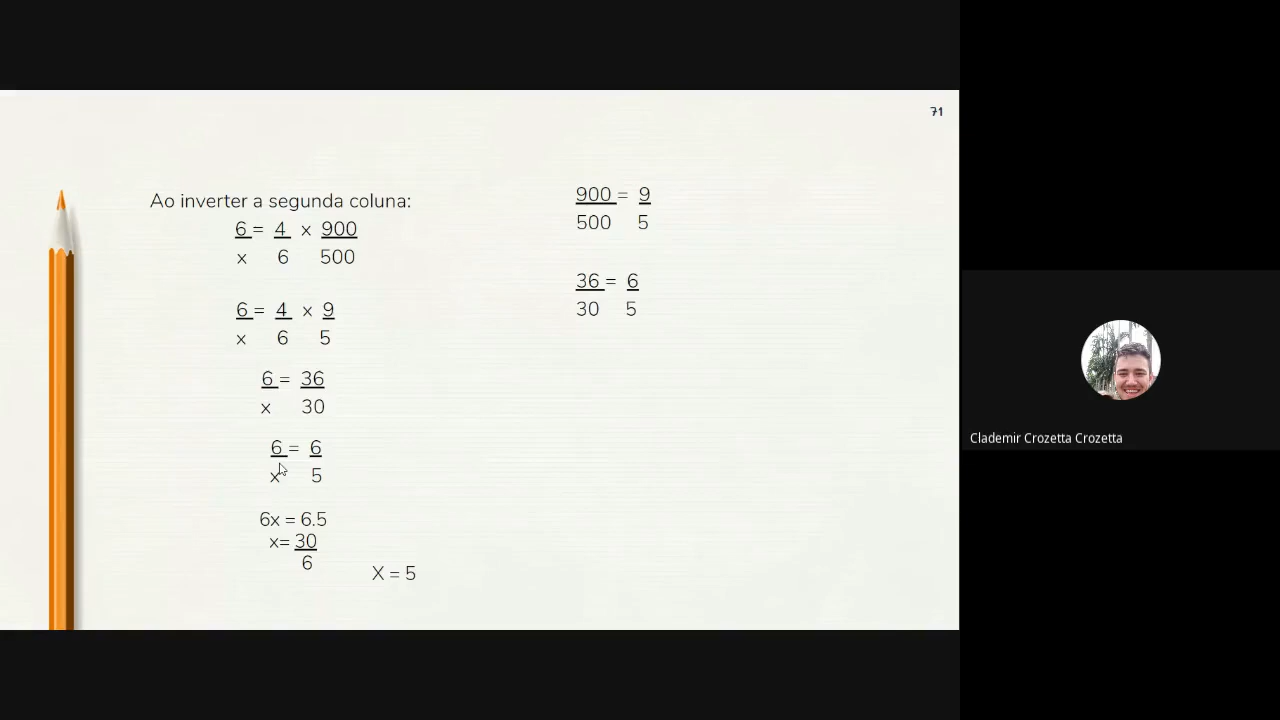 71
Ao inverter a segunda coluna:
6 = 4 x 900
x 6 500
6 = 4 x 9
x 6 5
6 = 36
x 30
6 = 6
x 5
6x = 6.5
x= 30
6
X = 5
900 = 9
500 5
36 = 6
30 5
Clademir Crozetta Crozetta